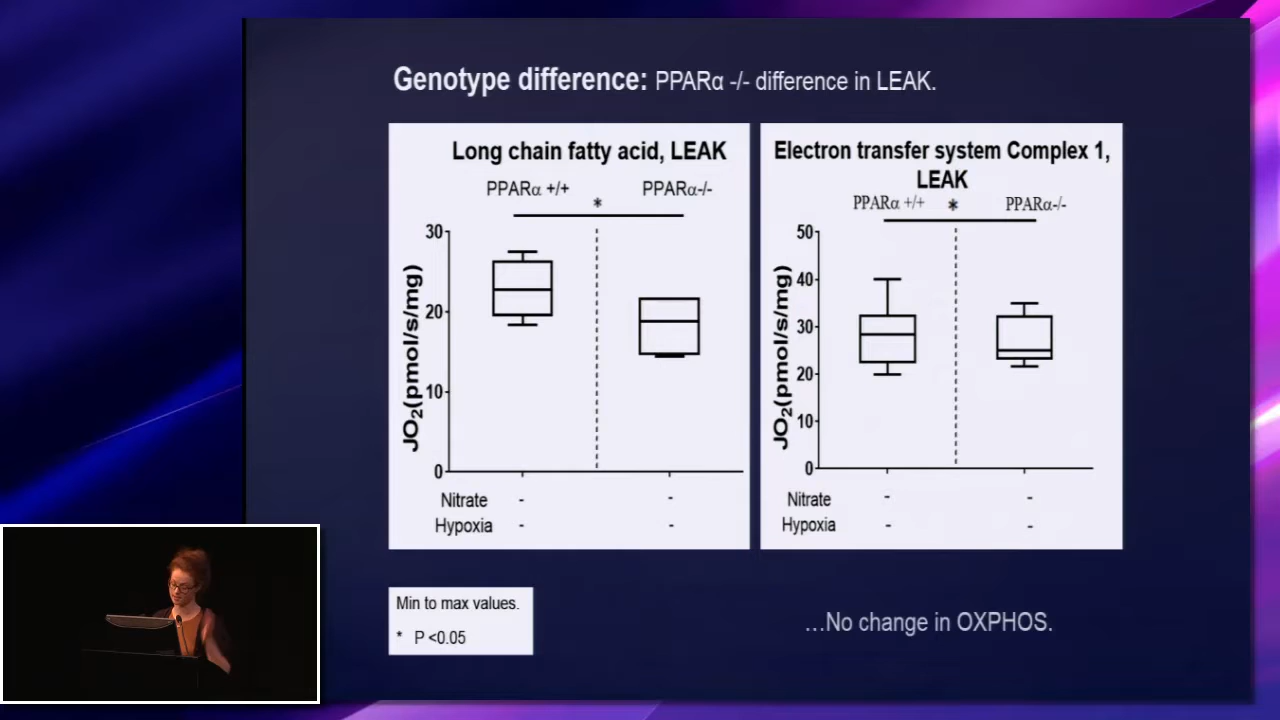 Genotype difference: PPARα -/- difference in LEAK.
Long chain fatty acid, LEAK
PPARα +/+ * PPARα-/-
JO₂(pmol/s/mg)
30
20
10
0
Nitrate - -
Hypoxia - -
Electron transfer system Complex 1,
LEAK
PPARα +/+ * PPARα-/-
JO₂(pmol/s/mg)
50
40
30
20
10
0
Nitrate - -
Hypoxia - -
Min to max values.
* P <0.05
...No change in OXPHOS.